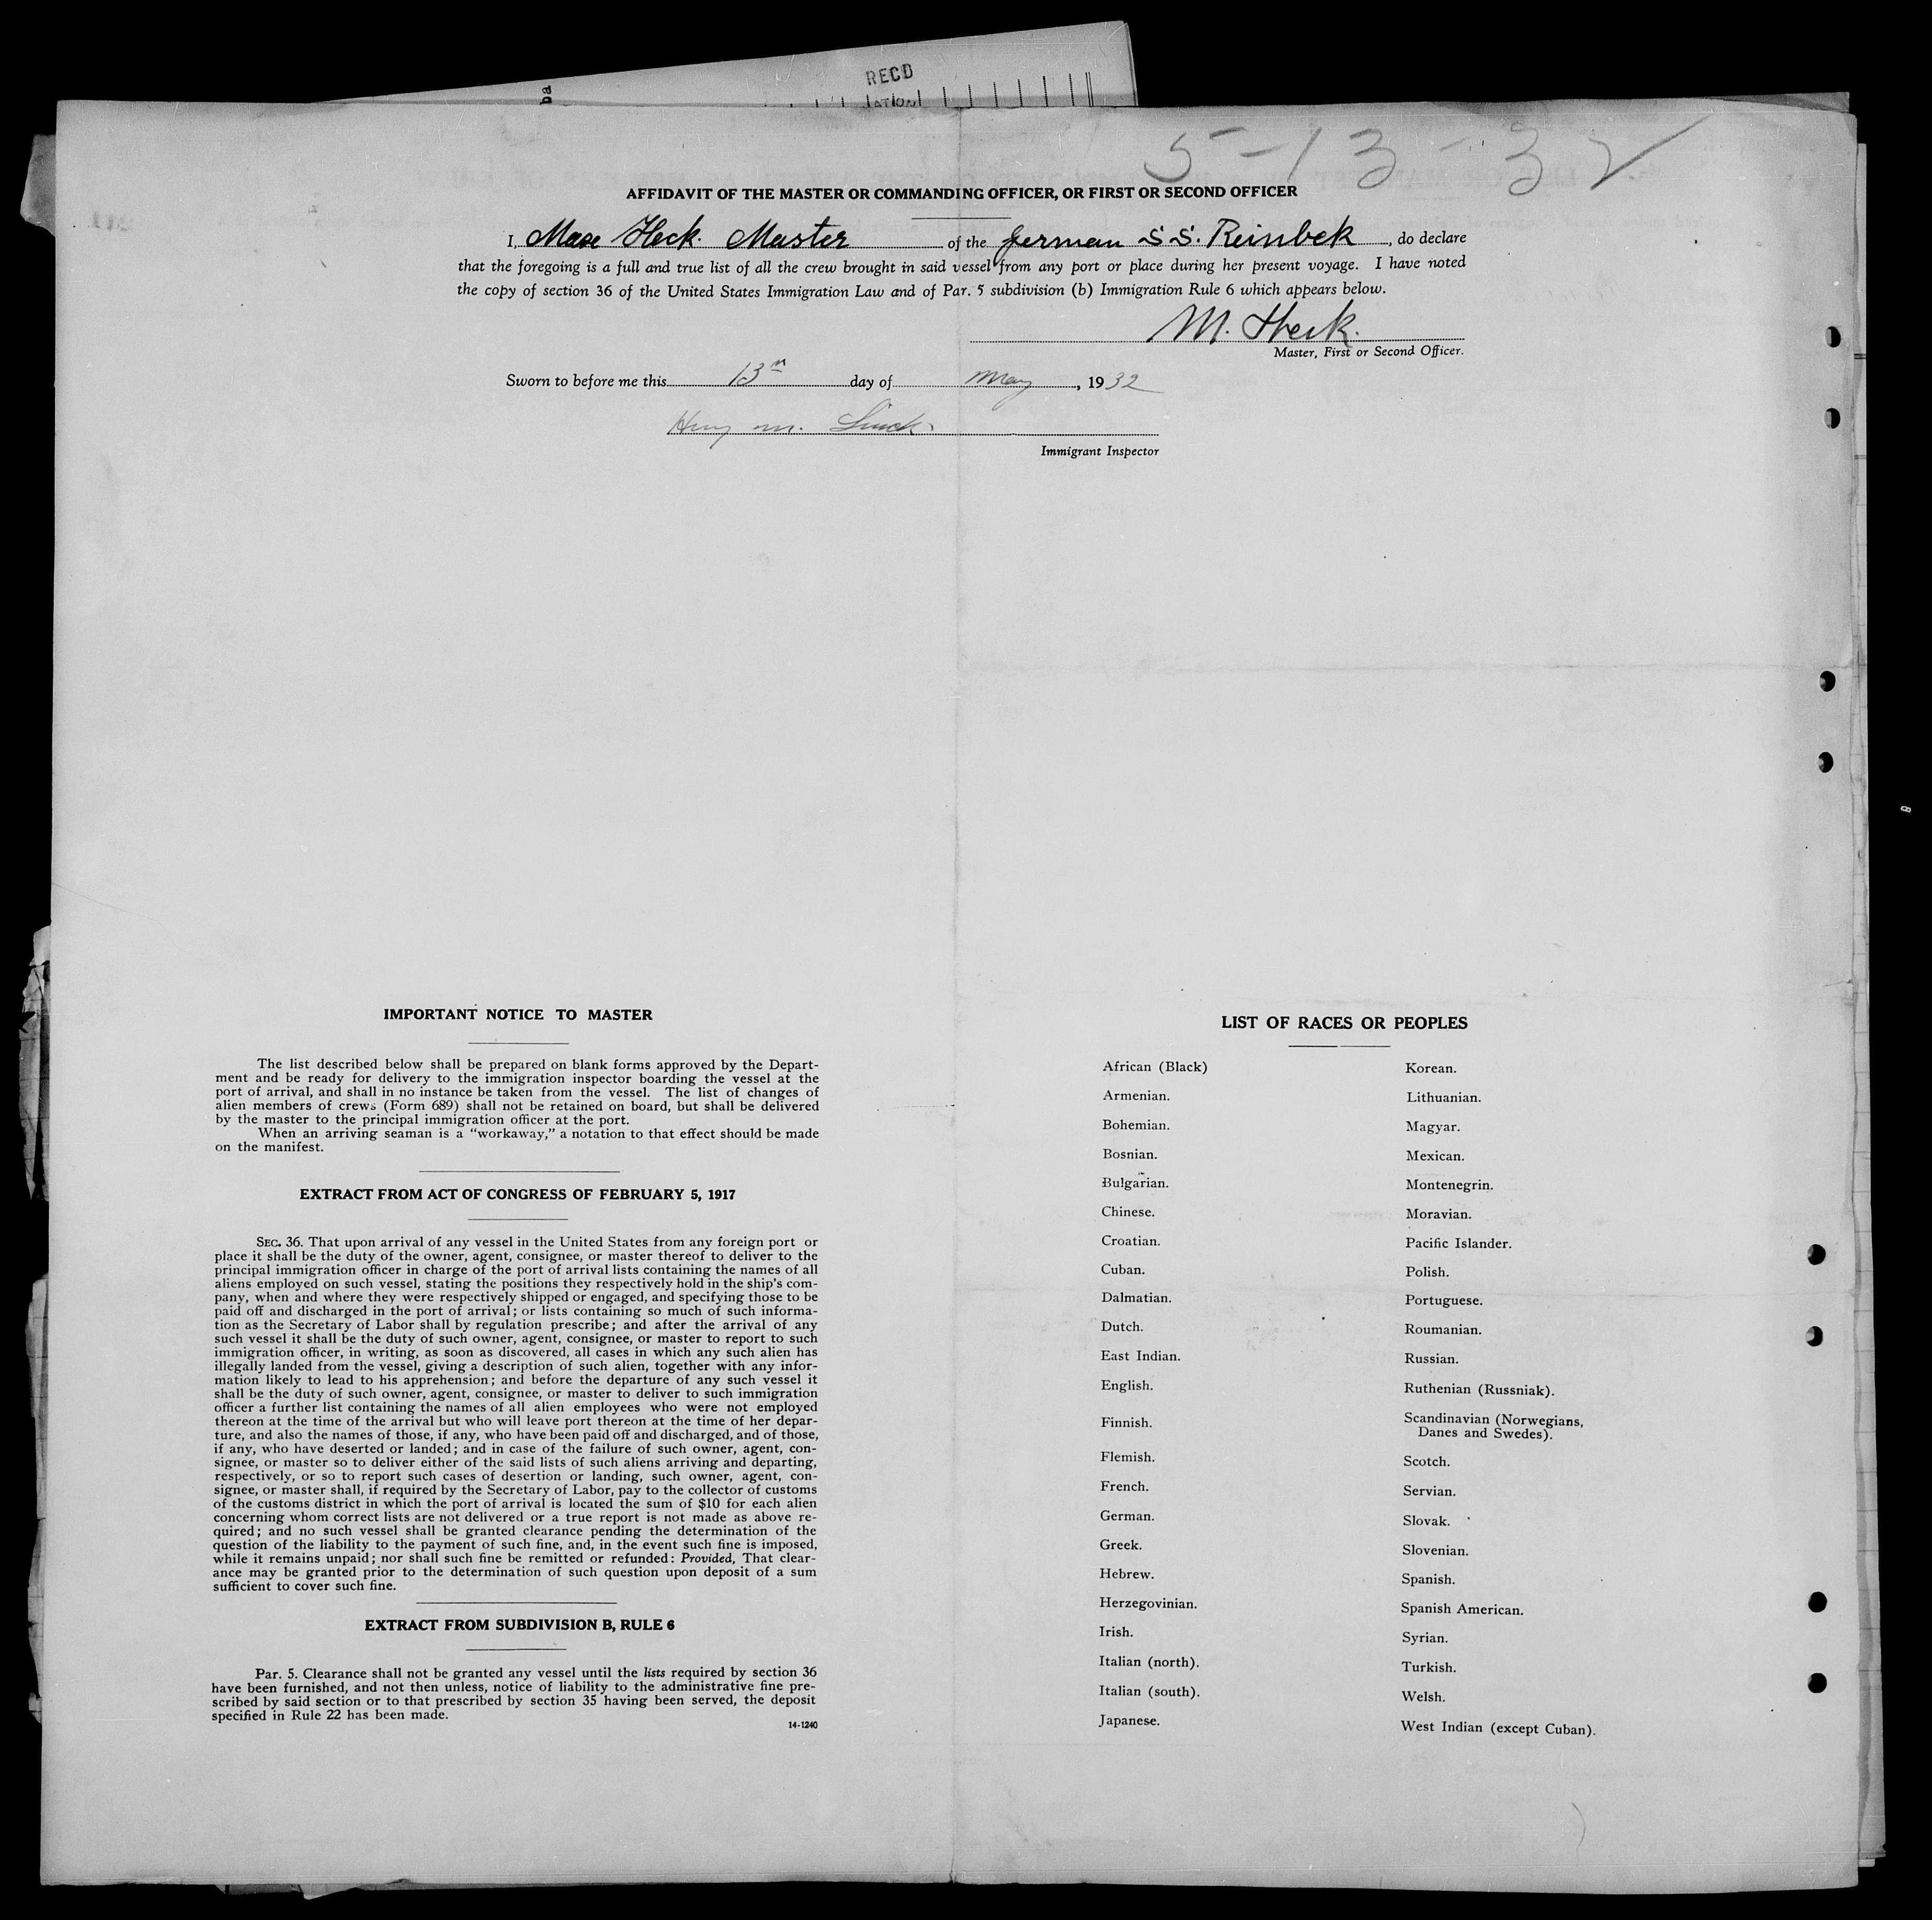 ba
RECD
ATION
5-13-32
AFFIDAVIT OF THE MASTER OR COMMANDING OFFICER, OR FIRST OR SECOND OFFICER
I, Max Heck. Master of the german S.S. Reinbek, do declare
that the foregoing is a full and true list of all the crew brought in said vessel from any port or place during her present voyage. I have noted
the copy of section 36 of the United States Immigration Law and of Par. 5 subdivision (b) Immigration Rule 6 which appears below.
M. Heck.
Master, First or Second Officer.
Sworn to before me this 13th day of May, 1932
Henry M.
Immigrant Inspector
IMPORTANT NOTICE TO MASTER
The list described below shall be prepared on blank forms approved by the Depart-
ment and be ready for delivery to the immigration inspector boarding the vessel at the
port of arrival, and shall in no instance be taken from the vessel. The list of changes of
alien members of crews (Form 689) shall not be retained on board, but shall be delivered
by the master to the principal immigration officer at the port.
When an arriving seaman is a "workaway," a notation to that effect should be made
on the manifest.
EXTRACT FROM ACT OF CONGRESS OF FEBRUARY 5, 1917
SEC. 36. That upon arrival of any vessel in the United States from any foreign port or
place it shall be the duty of the owner, agent, consignee, or master thereof to deliver to the
principal immigration officer in charge of the port of arrival lists containing the names of all
aliens employed on such vessel, stating the positions they respectively hold in the ship's com-
pany, when and where they were respectively shipped or engaged, and specifying those to be
paid off and discharged in the port of arrival; or lists containing so much of such informa-
tion as the Secretary of Labor shall by regulation prescribe; and after the arrival of any
such vessel it shall be the duty of such owner, agent, consignee, or master to report to such
immigration officer, in writing, as soon as discovered, all cases in which any such alien has
illegally landed from the vessel, giving a description of such alien, together with any infor-
mation likely to lead to his apprehension; and before the departure of any such vessel it
shall be the duty of such owner, agent, consignee, or master to deliver to such immigration
officer a further list containing the names of all alien employees who were not employed
thereon at the time of the arrival but who will leave port thereon at the time of her depar-
ture, and also the names of those, if any, who have been paid off and discharged, and of those,
if any, who have deserted or landed; and in case of the failure of such owner, agent, con-
signee, or master so to deliver either of the said lists of such aliens arriving and departing,
respectively, or so to report such cases of desertion or landing, such owner, agent, con-
signee, or master shall, if required by the Secretary of Labor, pay to the collector of customs
of the customs district in which the port of arrival is located the sum of $10 for each alien
concerning whom correct lists are not delivered or a true report is not made as above re-
quired; and no such vessel shall be granted clearance pending the determination of the
question of the liability to the payment of such fine, and, in the event such fine is imposed,
while it remains unpaid; nor shall such fine be remitted or refunded: Provided, That clear-
ance may be granted prior to the determination of such question upon deposit of a sum
sufficient to cover such fine.
EXTRACT FROM SUBDIVISION B, RULE 6
Par. 5. Clearance shall not be granted any vessel until the lists required by section 36
have been furnished, and not then unless, notice of liability to the administrative fine pre-
scribed by said section or to that prescribed by section 35 having been served, the deposit
specified in Rule 22 has been made.
14-1240
LIST OF RACES OR PEOPLES
African (Black)
Armenian.
Bohemian.
Bosnian.
Bulgarian.
Chinese.
Croatian.
Cuban.
Dalmatian.
Dutch.
East Indian.
English.
Finnish.
Flemish.
French.
German.
Greek.
Hebrew.
Herzegovinian.
Irish.
Italian (north).
Italian (south).
Japanese.
Korean.
Lithuanian.
Magyar.
Mexican.
Montenegrin.
Moravian.
Pacific Islander.
Polish.
Portuguese.
Roumanian.
Russian.
Ruthenian (Russniak).
Scandinavian (Norwegians,
Danes and Swedes).
Scotch.
Servian.
Slovak.
Slovenian.
Spanish.
Spanish American.
Syrian.
Turkish.
Welsh.
West Indian (except Cuban).